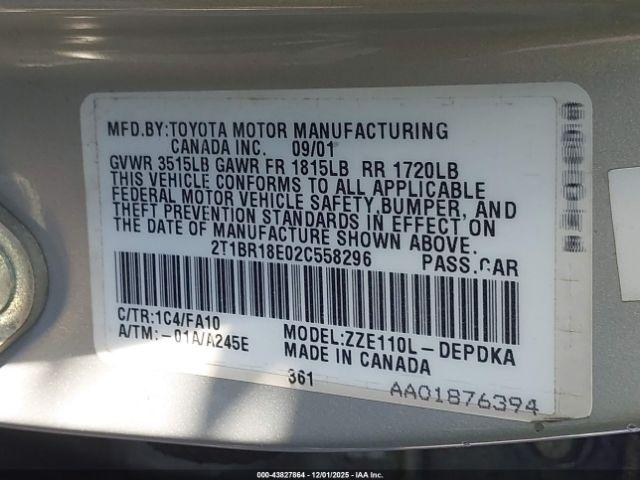 MFD.BY:TOYOTA MOTOR MANUFACTURING
CANADA INC. 09/01
GVWR 3515LB GAWR FR 1815LB RR 1720LB
THIS VEHICLE CONFORMS TO ALL APPLICABLE
FEDERAL MOTOR VEHICLE SAFETY,BUMPER, AND
THEFT PREVENTION STANDARDS IN EFFECT ON
THE DATE OF MANUFACTURE SHOWN ABOVE.
2T1BR18E02C558296 PASS.CAR
C/TR:1C4/FA10 MODEL:ZZE110L-DEPDKA
A/TM:-01A/A245E MADE IN CANADA
361
AA01876394
000-43827864 | 12/01/2025 - IAA Inc.